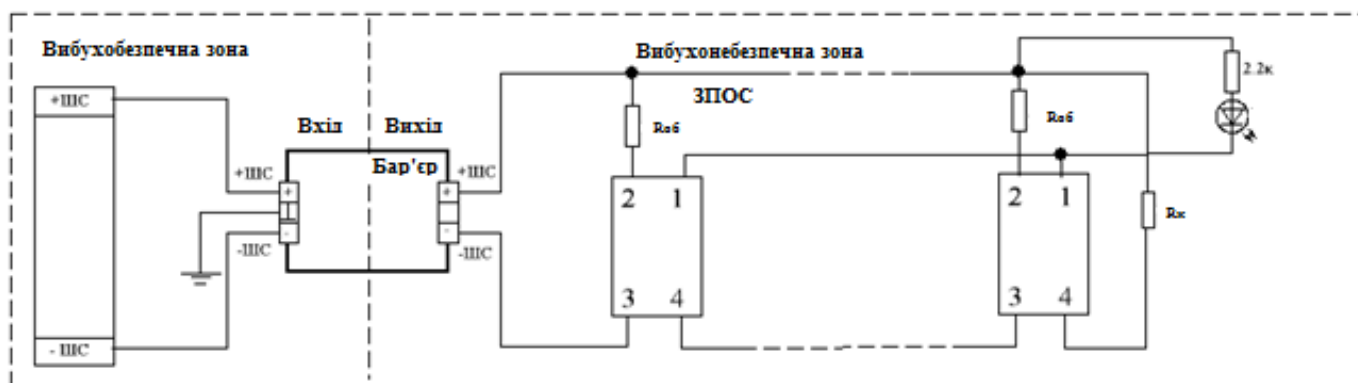 Вибухобезпечна зона
Вибухонебезпечна зона
2.2к
+ШС
ЗПОС
Вхід
Вихід
Rоб
Rоб
Бар'єр
+ШС
+ШС
+
+
2 1
2 1
Rк
-
-
-ШС
-ШС
3 4
3 4
- ШС